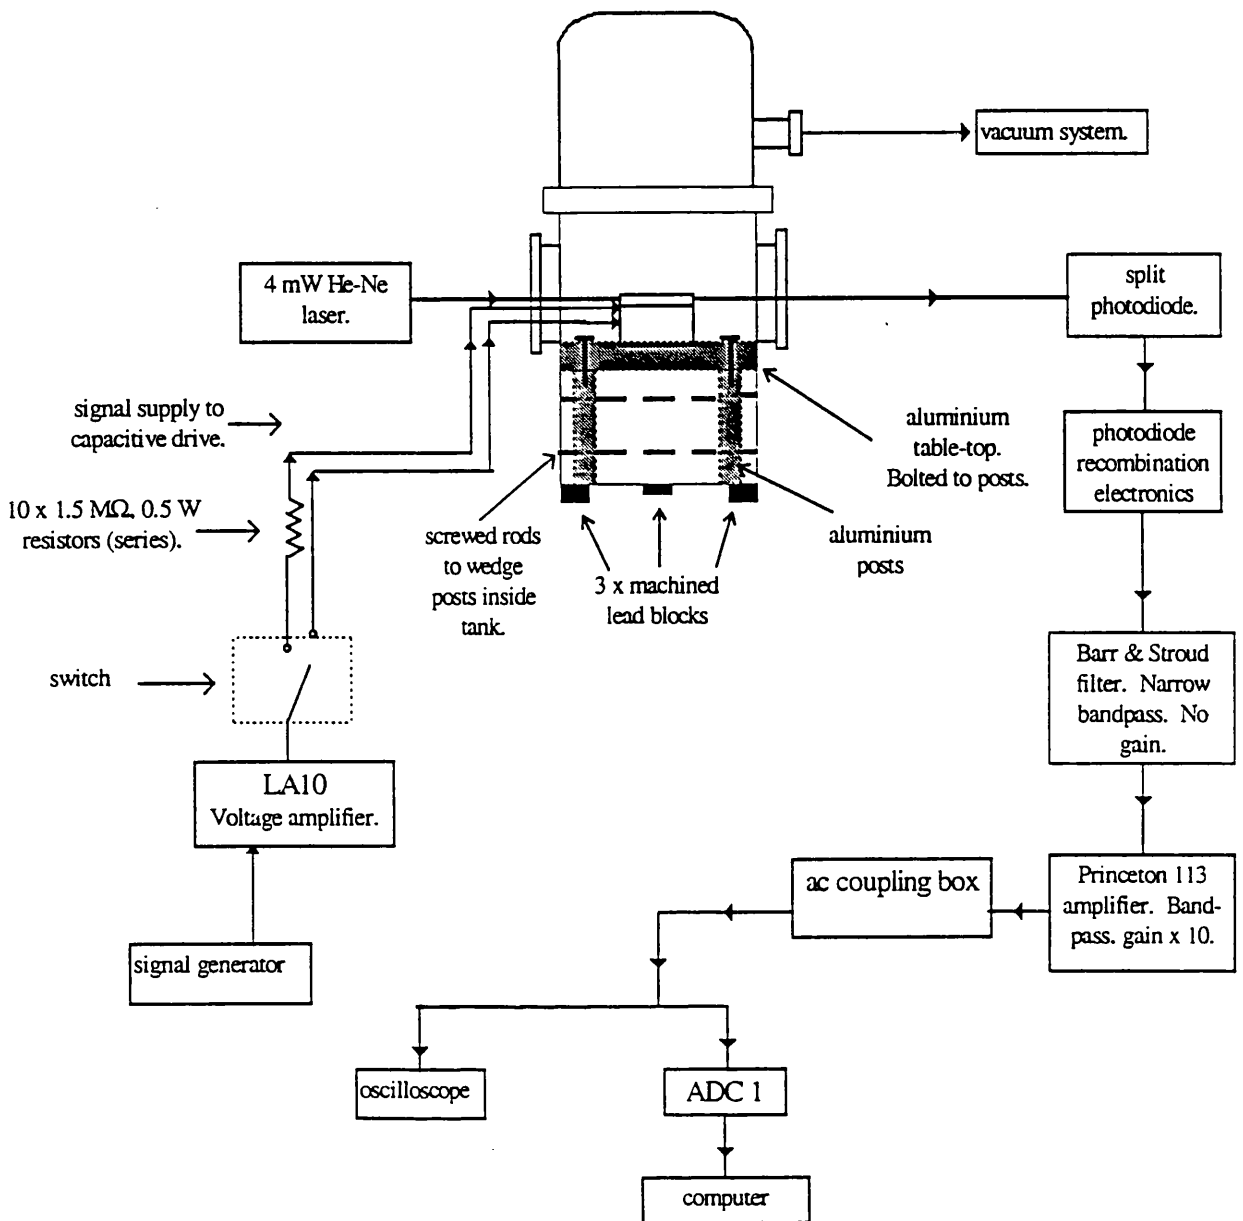 vacuum system.
4 mW He-Ne
laser.
split
photodiode.
signal supply to
capacitive drive.
aluminium
table-top.
Bolted to posts.
photodiode
recombination
electronics
10 x 1.5 MΩ, 0.5 W
resistors (series).
screwed rods
to wedge
posts inside
tank.
3 x machined
lead blocks
aluminium
posts
switch
Barr & Stroud
filter. Narrow
bandpass. No
gain.
LA10
Voltage amplifier.
ac coupling box
Princeton 113
amplifier. Band-
pass. gain x 10.
signal generator
oscilloscope
ADC 1
computer